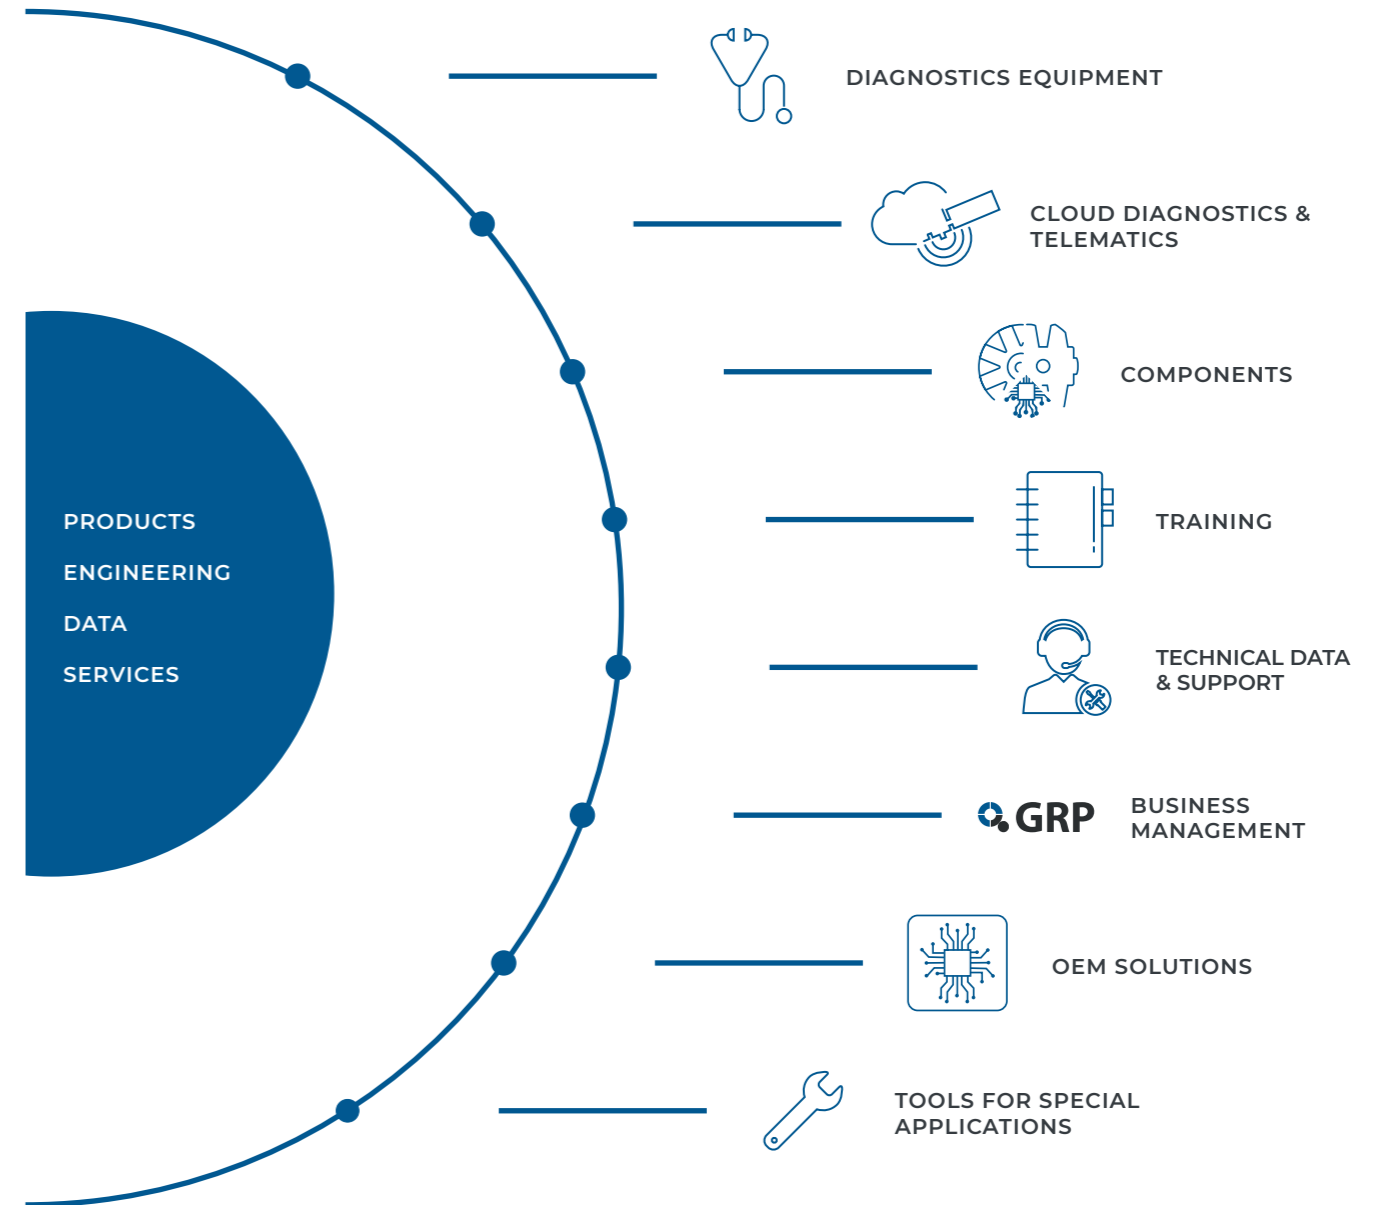 PRODUCTS
ENGINEERING
DATA
SERVICES
DIAGNOSTICS EQUIPMENT
CLOUD DIAGNOSTICS &
TELEMATICS
COMPONENTS
TRAINING
TECHNICAL DATA
& SUPPORT
GRP
BUSINESS
MANAGEMENT
OEM SOLUTIONS
TOOLS FOR SPECIAL
APPLICATIONS